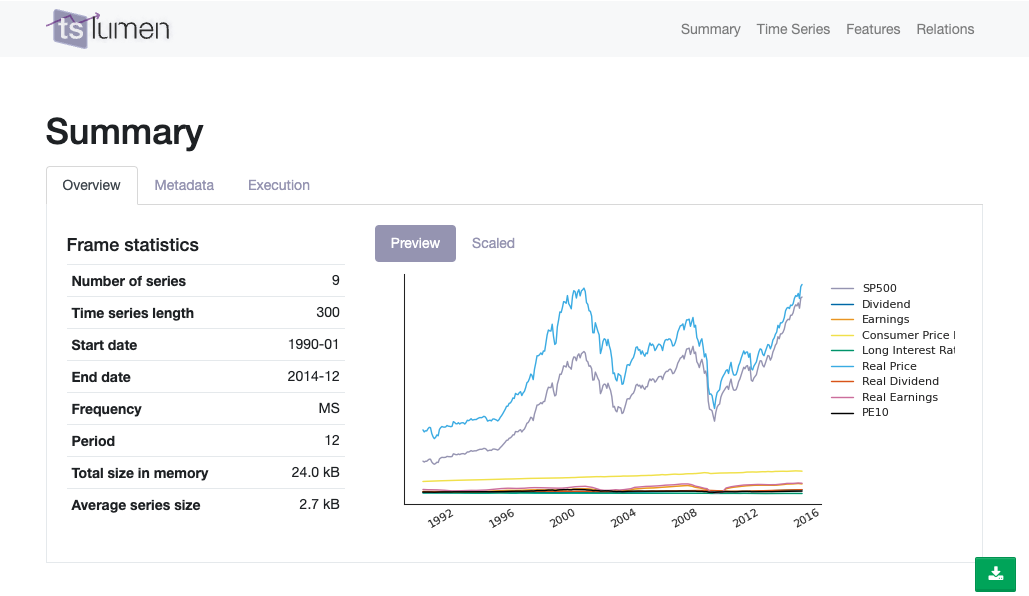 tslumen
Summary Time Series Features Relations
Summary
Overview Metadata Execution
Frame statistics
Number of series 9
Time series length 300
Start date 1990-01
End date 2014-12
Frequency MS
Period 12
Total size in memory 24.0 kB
Average series size 2.7 kB
Preview Scaled
SP500
Dividend
Earnings
Consumer Price
Long Interest Rat
Real Price
Real Dividend
Real Earnings
PE10
1992 1996 2000 2004 2008 2012 2016